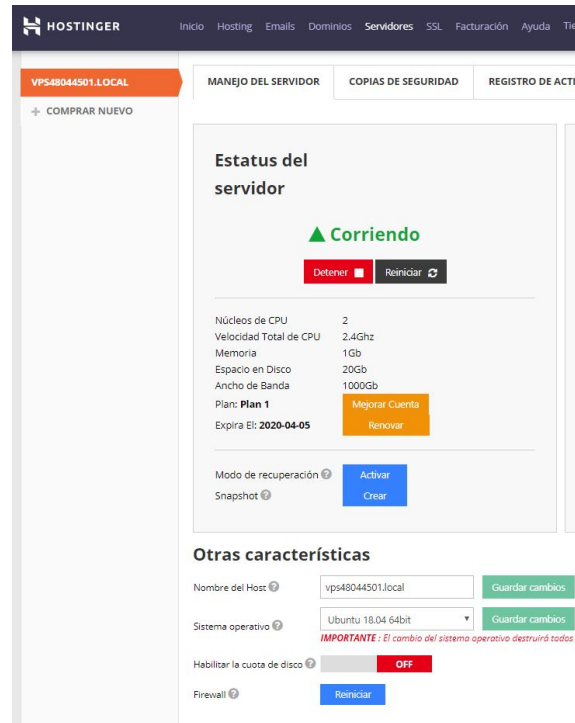 HOSTINGER
Inicio Hosting Emails Dominios Servidores SSL Facturación Ayuda
VPS48044501.LOCAL
+ COMPRAR NUEVO
MANEJO DEL SERVIDOR COPIAS DE SEGURIDAD REGISTRO DE
Estatus del
servidor
Corriendo
Detener Reiniciar
Núcleos de CPU 2
Velocidad Total de CPU 2,4Ghz
Memoria 1Gb
Espacio en Disco 20Gb
Ancho de Banda 1000Gb
Plan: Plan 1 Mejorar Cuenta
Expira El: 2020-04-05 Renovar
Modo de recuperación Activar
Snapshot Crear
Otras características
Nombre del Host vps48044501.local Guardar cambios
Sistema operativo Ubuntu 18.04 64bit Guardar cambios
IMPORTANTE : El cambio del sistema operativo destruirá todos
Habilitar la cuota de disco OFF
Firewall Reiniciar